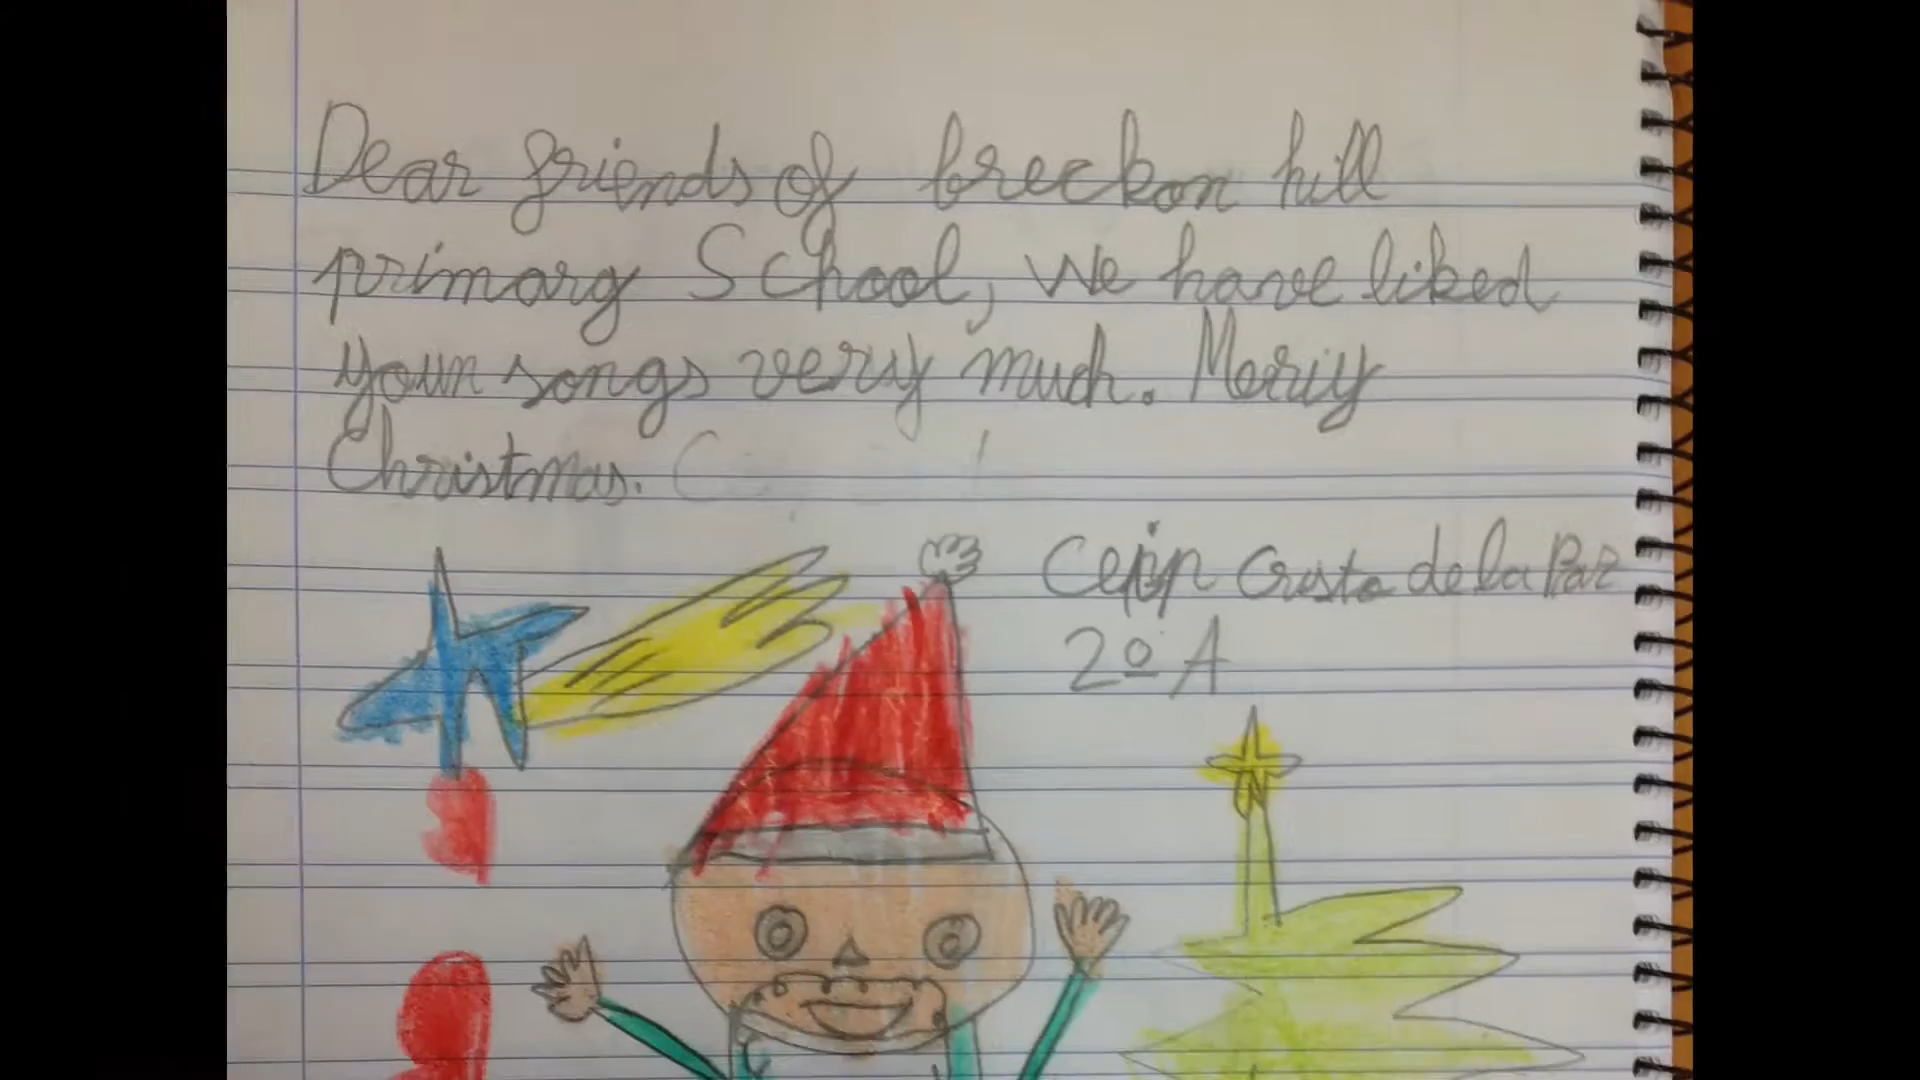 Dear friends of breckon hill
primary School, We have liked
your songs very much. Merry
Christmas.
Ceip Cristo de la Paz
2º A